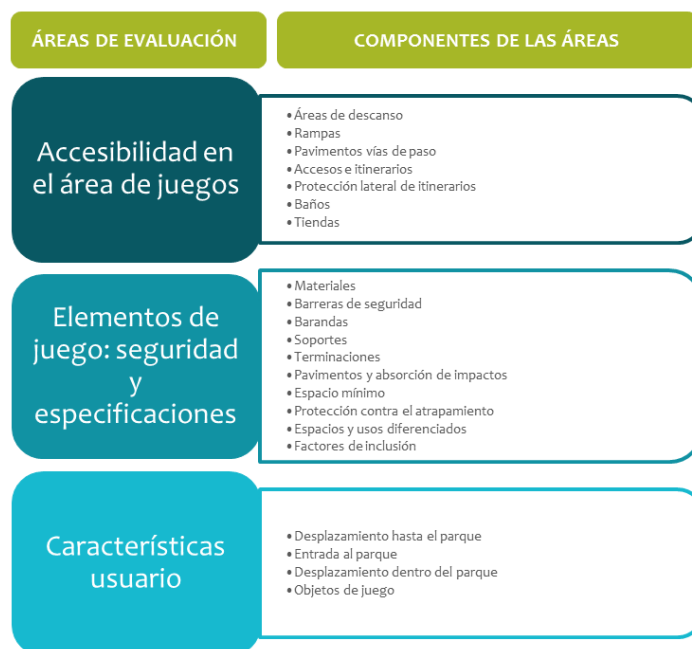 ÁREAS DE EVALUACIÓN
COMPONENTES DE LAS ÁREAS
Accesibilidad en
el área de juegos
• Áreas de descanso
• Rampas
• Pavimentos vías de paso
• Accesos e itinerarios
• Protección lateral de itinerarios
• Baños
• Tiendas
Elementos de
juego: seguridad
y
especificaciones
• Materiales
• Barreras de seguridad
• Barandas
• Soportes
• Terminaciones
• Pavimentos y absorción de impactos
• Espacio mínimo
• Protección contra el atrapamiento
• Espacios y usos diferenciados
• Factores de inclusión
Características
usuario
• Desplazamiento hasta el parque
• Entrada al parque
• Desplazamiento dentro del parque
• Objetos de juego